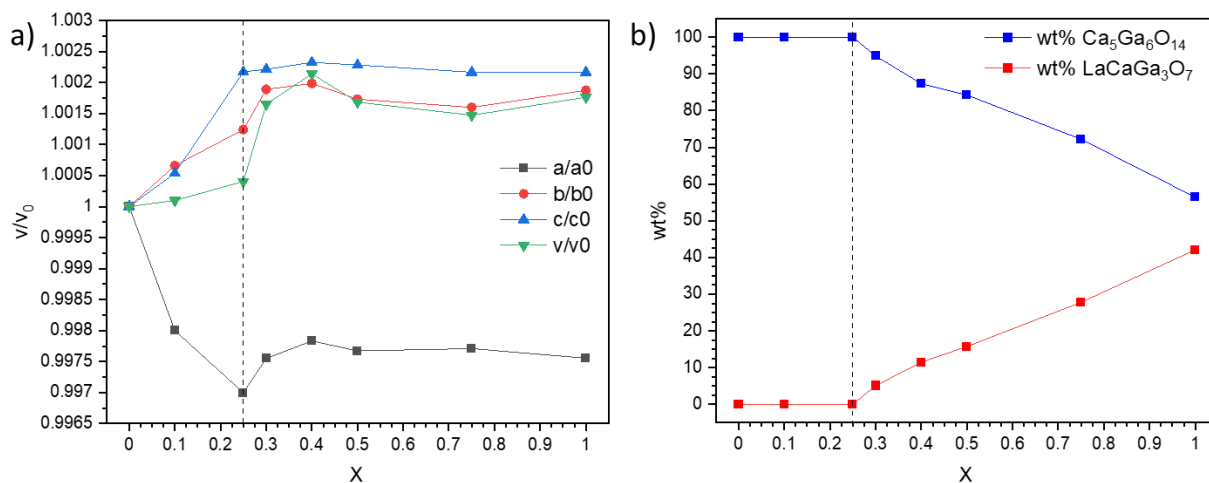 a)
1.003
1.0025
1.002
1.0015
1.001
1.0005
1
0.9995
0.999
0.9985
0.998
0.9975
0.997
0.9965
v/v₀
a/a0
b/b0
c/c0
v/v0
0 0.1 0.2 0.3 0.4 0.5 0.6 0.7 0.8 0.9 1
X
b)
100
90
80
70
60
50
40
30
20
10
0
wt%
wt% Ca₅Ga₆O₁₄
wt% LaCaGa₃O₇
0 0.1 0.2 0.3 0.4 0.5 0.6 0.7 0.8 0.9 1
X